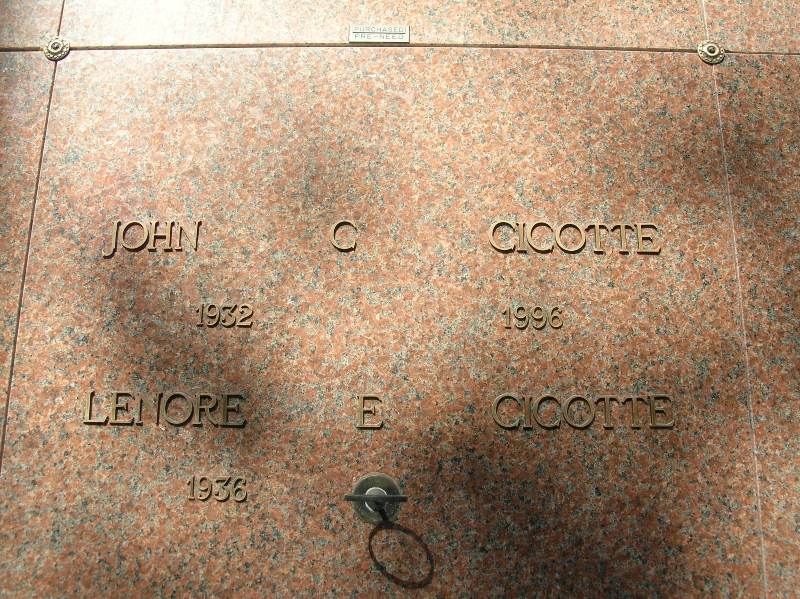 PURCHASED
PRE-NEED
JOHN C CICOTTE
1932 1996
LENORE E CICOTTE
1936